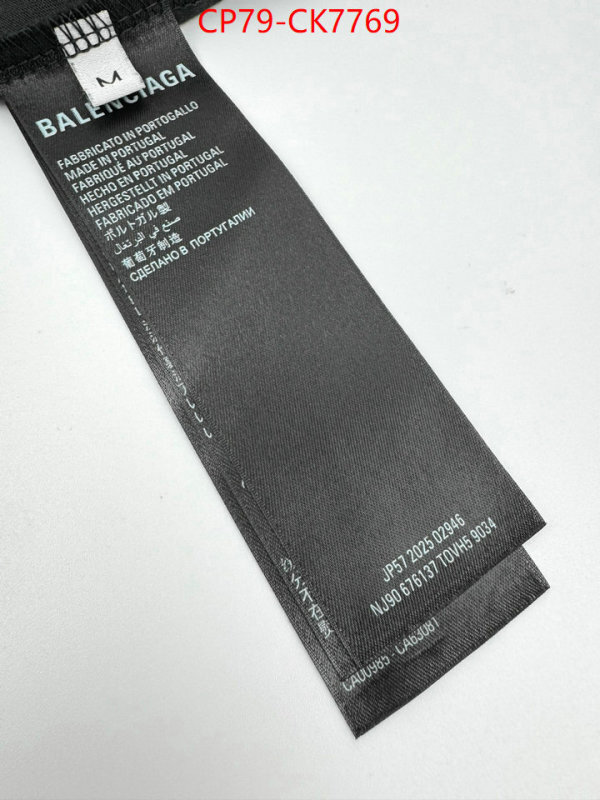 CP79-CK7769
M
BALENCIAGA
FABBRICATO IN PORTOGALLO
MADE IN PORTUGAL
FABRIQUÉ AU PORTUGAL
HECHO EN PORTUGAL
HERGESTELLT IN PORTUGAL
FABRICADO EM PORTUGAL
ポルトガル製
صنع في البرتغال
葡萄牙制造
СДЕЛАНО В ПОРТУГАЛИИ
JP57 2025 02946
NJ90 676137 TOVH5 9034
CA00985 - CA63081